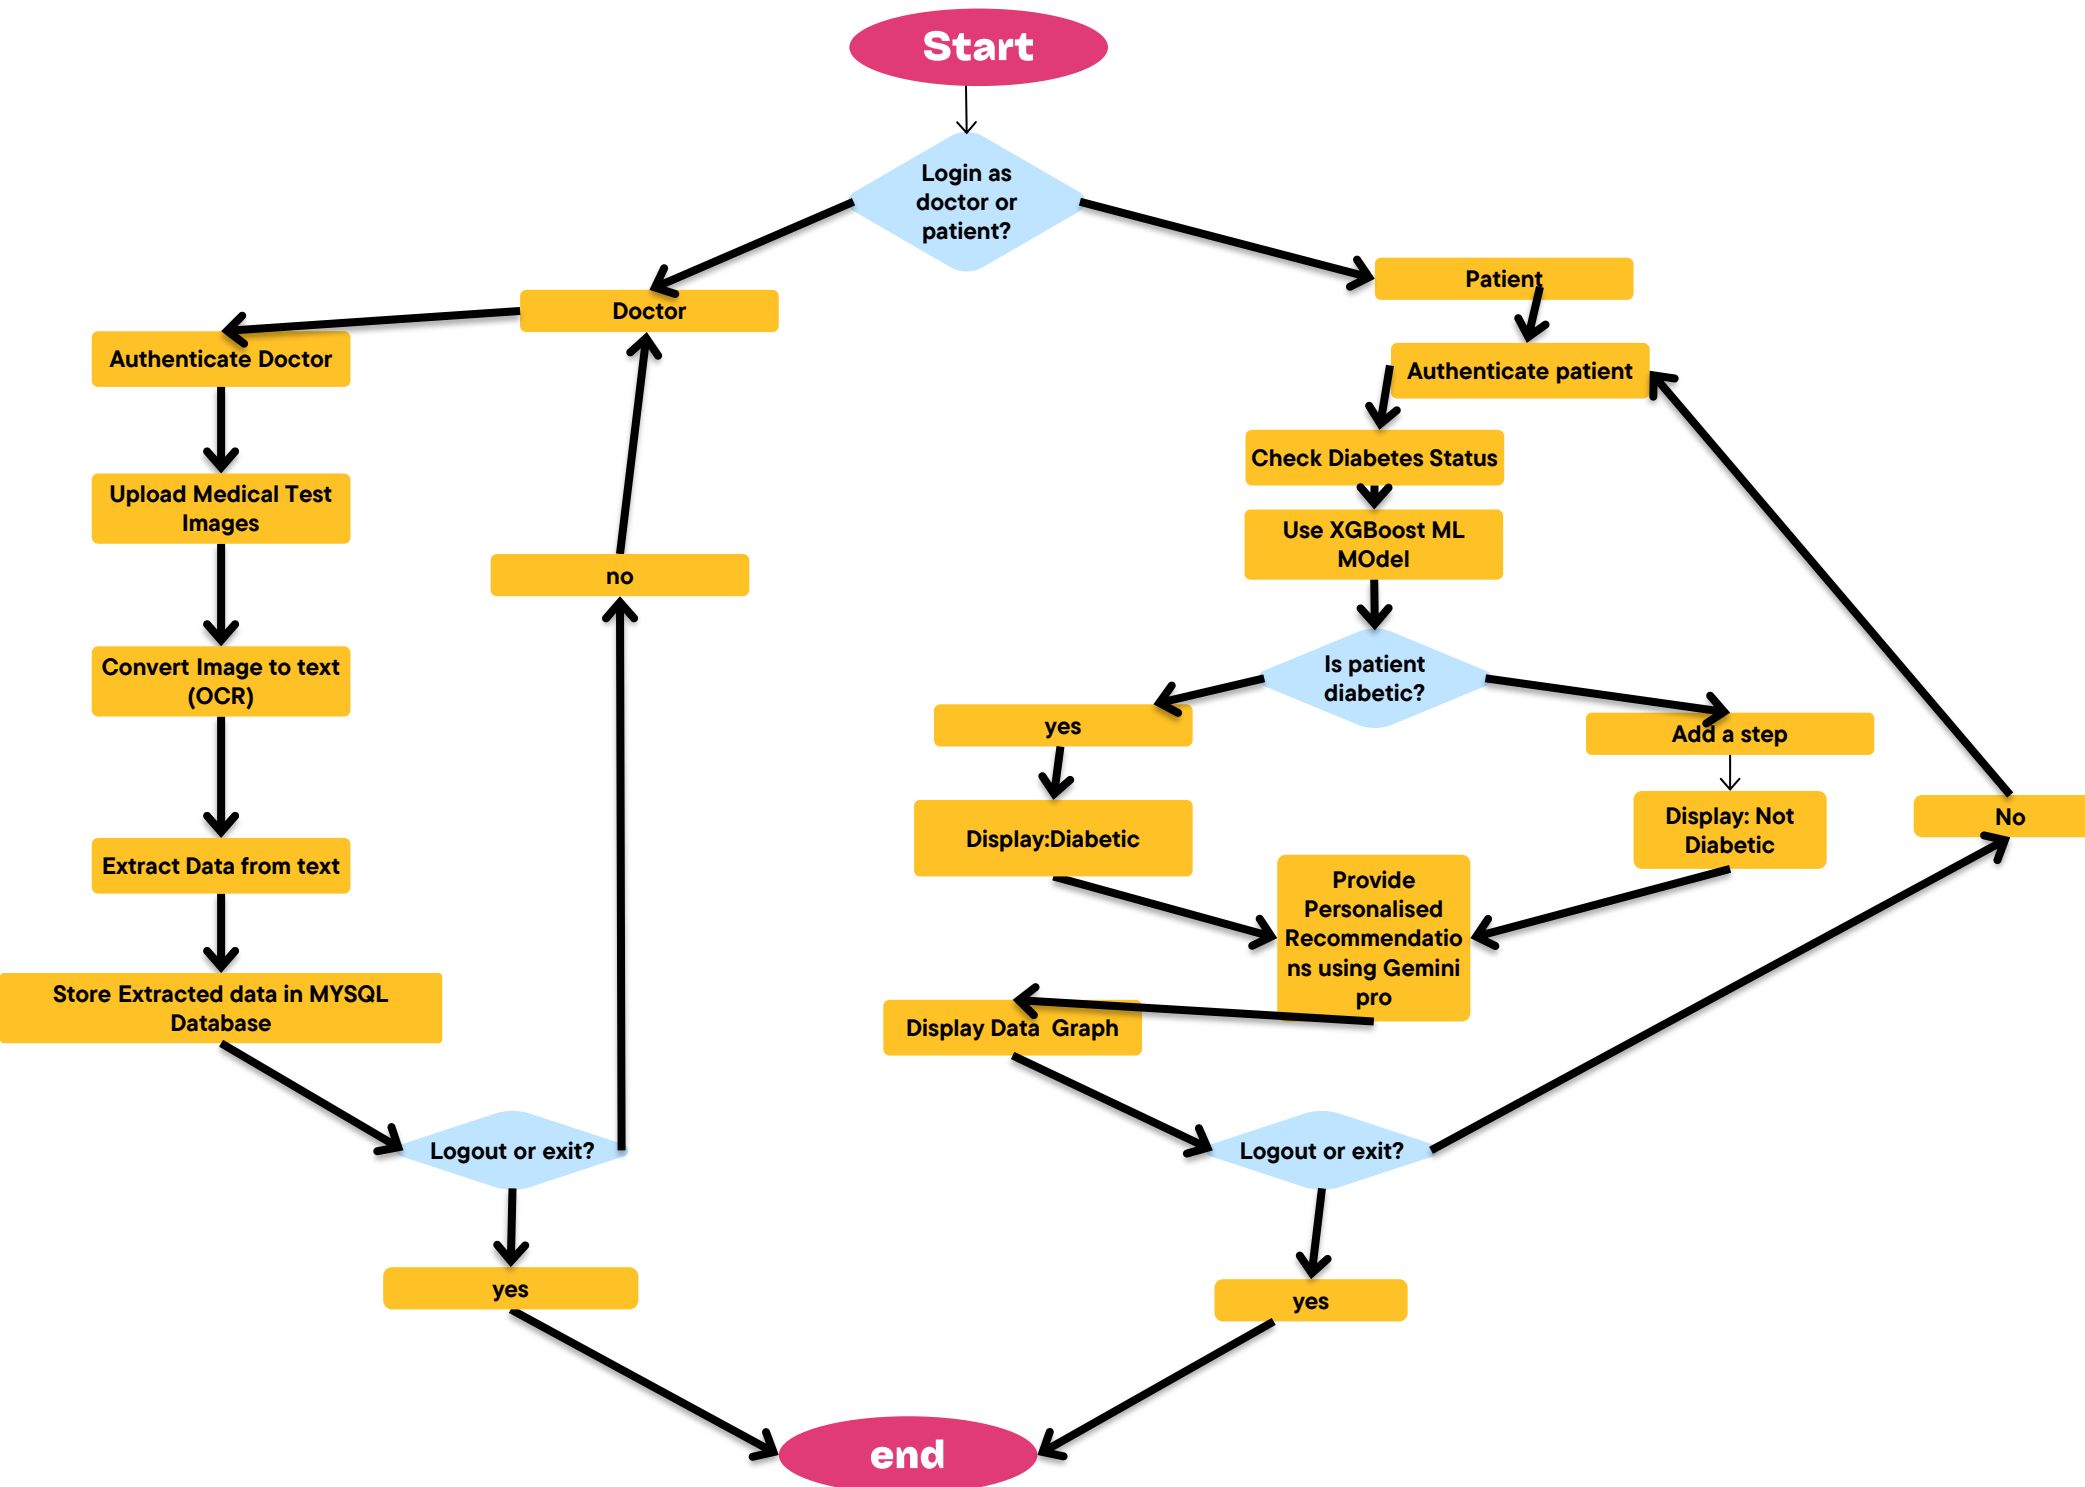 Start
Login as
doctor or
patient?
Doctor
Patient
Authenticate Doctor
Authenticate patient
Upload Medical Test
Images
Check Diabetes Status
Use XGBoost ML
MOdel
no
Convert Image to text
(OCR)
Is patient
diabetic?
yes
Add a step
Display:Diabetic
Display: Not
Diabetic
No
Extract Data from text
Provide
Personalised
Recommendatio
ns using Gemini
pro
Store Extracted data in MYSQL
Database
Display Data  Graph
Logout or exit?
Logout or exit?
yes
yes
end